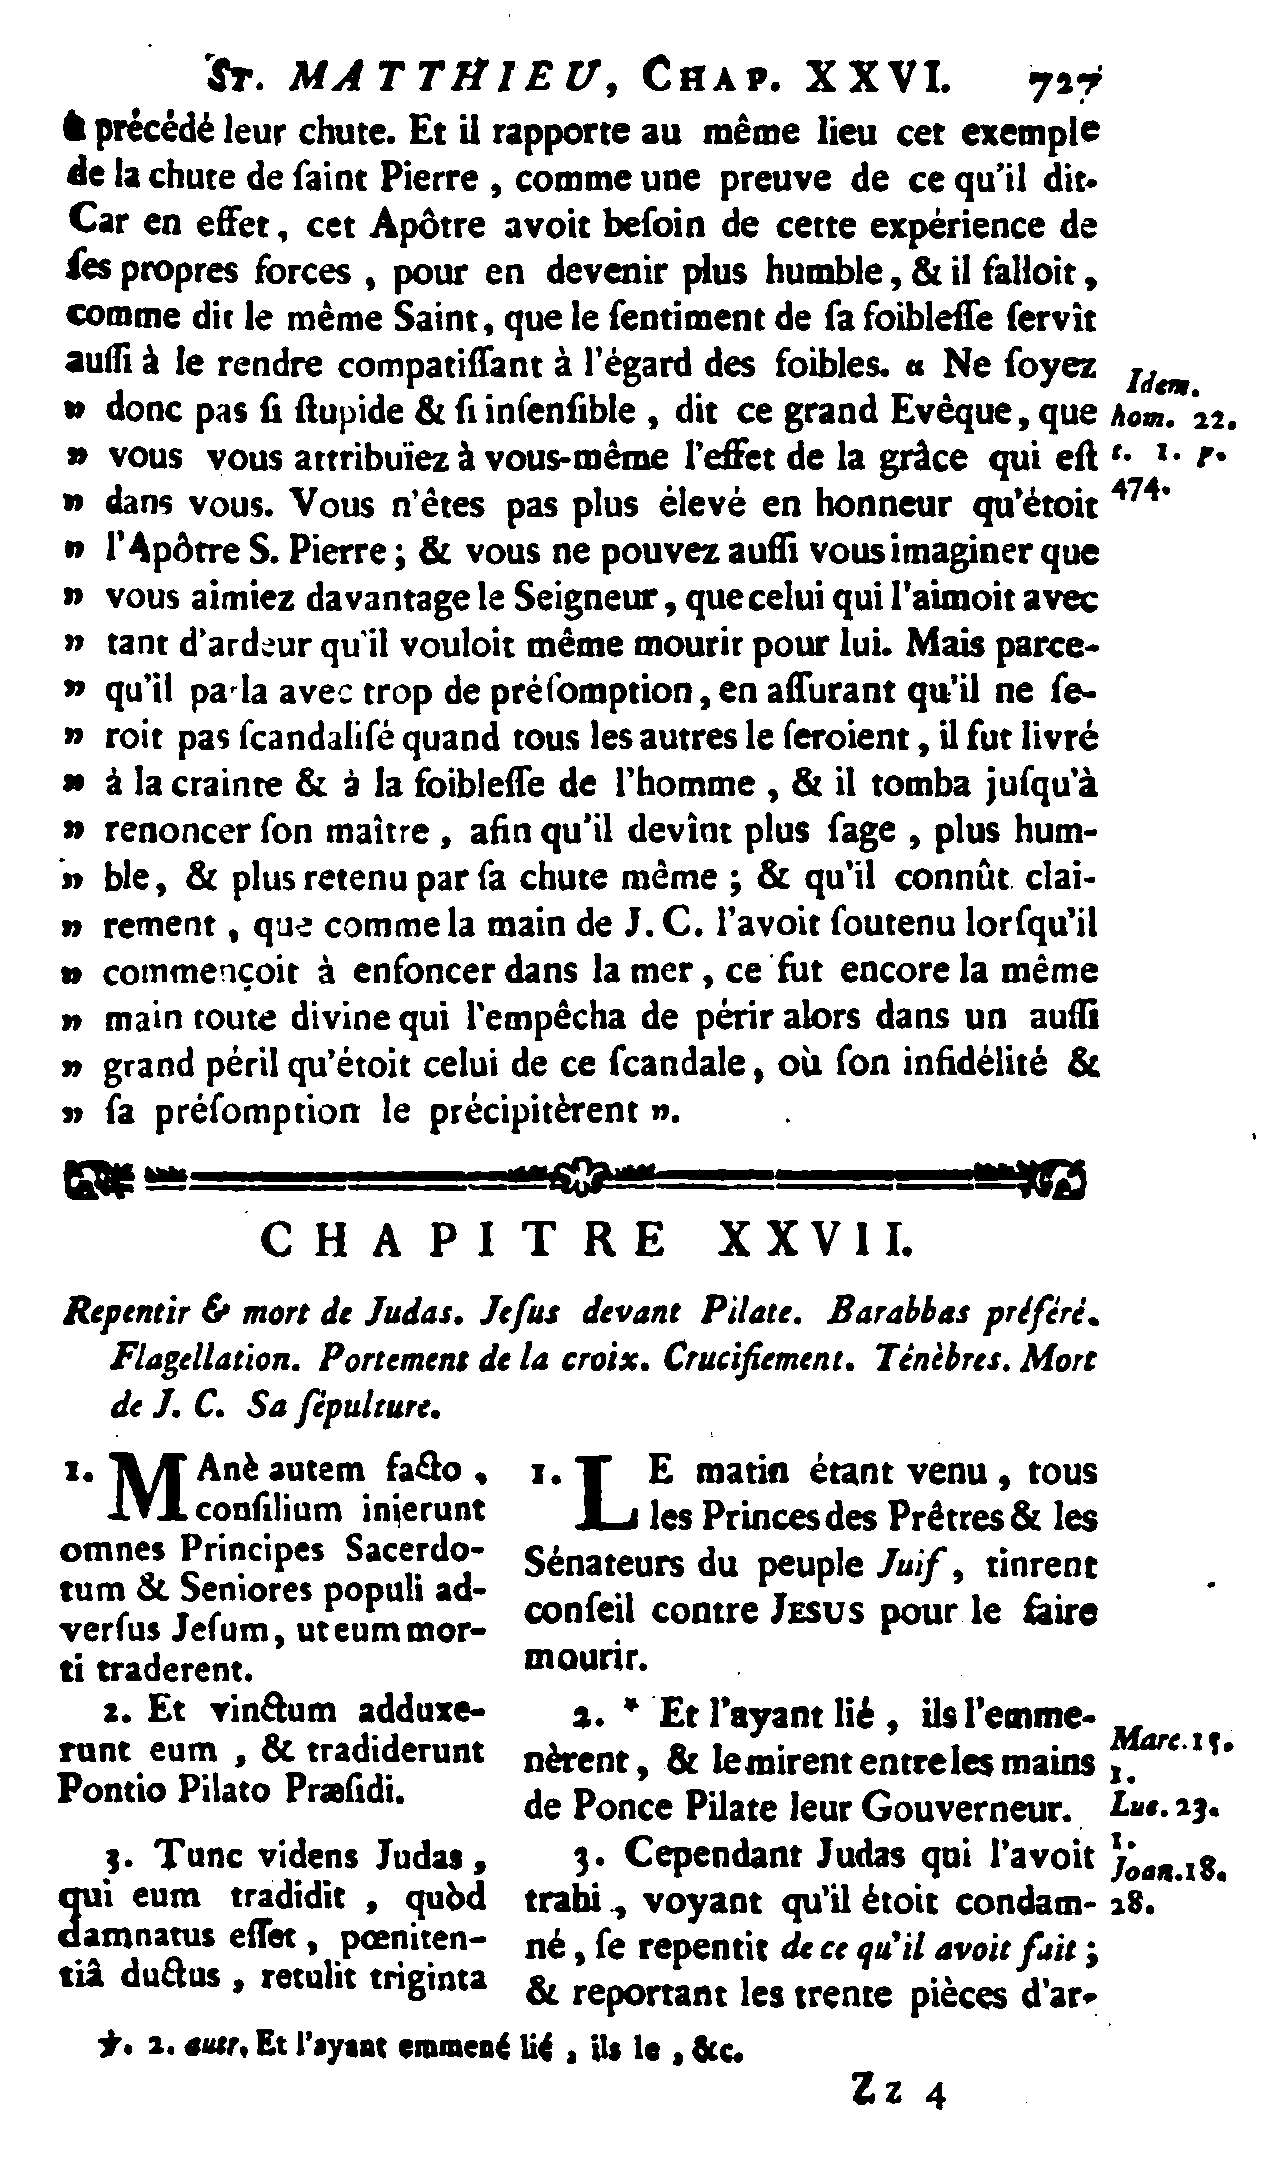 ST. MATTHIEU, CHAP. XXVI. 727
a précédé leur chute. Et il rapporte au même lieu cet exemple
de la chute de ſaint Pierre , comme une preuve de ce qu'il dit.
Car en effet, cet Apôtre avoit beſoin de cette expérience de
ſes propres forces , pour en devenir plus humble, & il falloit,
comme dit le même Saint, que le ſentiment de ſa foibleſſe ſervît
auſſi à le rendre compatiſſant à l'égard des foibles. « Ne ſoyez
» donc pas ſi ſtupide & ſi inſenſible , dit ce grand Evêque, que
» vous vous attribuïez à vous-même l'effet de la grâce qui eſt
» dans vous. Vous n'êtes pas plus élevé en honneur qu'étoit
» l'Apôtre S. Pierre ; & vous ne pouvez auſſi vous imaginer que
» vous aimiez davantage le Seigneur, que celui qui l'aimoit avec
» tant d'ardeur qu'il vouloit même mourir pour lui. Mais parce-
» qu'il parla avec trop de préſomption, en aſſurant qu'il ne ſe-
» roit pas ſcandaliſé quand tous les autres le ſeroient, il fut livré
» à la crainte & à la foibleſſe de l'homme , & il tomba juſqu'à
» renoncer ſon maître , afin qu'il devînt plus ſage , plus hum-
» ble, & plus retenu par ſa chute même ; & qu'il connût clai-
» rement , que comme la main de J. C. l'avoit ſoutenu lorſqu'il
» commençoit à enfoncer dans la mer, ce fut encore la même
» main toute divine qui l'empêcha de périr alors dans un auſſi
» grand péril qu'étoit celui de ce ſcandale, où ſon infidélité &
» ſa préſomption le précipitèrent ».
Idem.
hom. 22.
t. 1. p.
474.
CHAPITRE XXVII.
Repentir & mort de Judas. Jeſus devant Pilate. Barabbas préféré.
Flagellation. Portement de la croix. Crucifiement. Ténèbres. Mort
de J. C. Sa ſépulture.
1. MAnè autem facto ,
conſilium inierunt
omnes Principes Sacerdo-
tum & Seniores populi ad-
verſus Jeſum, ut eum mor-
ti traderent.
2. Et vinctum adduxe-
runt eum , & tradiderunt
Pontio Pilato Præſidi.
3. Tunc videns Judas ,
qui eum tradidit , quòd
damnatus eſſet , pœniten-
tiâ ductus , retulit triginta
1. LE matin étant venu , tous
les Princes des Prêtres & les
Sénateurs du peuple Juif , tinrent
conſeil contre JESUS pour le faire
mourir.
2. * Et l'ayant lié , ils l'emme-
nèrent , & le mirent entre les mains
de Ponce Pilate leur Gouverneur.
3. Cependant Judas qui l'avoit
trahi , voyant qu'il étoit condam-
né , ſe repentit de ce qu'il avoit fait ;
& reportant les trente pièces d'ar-
Marc. 15.
1.
Luc. 23.
1.
Joan. 18.
28.
℣. 2. autr. Et l'ayant emmené lié , ils le , &c.
Zz 4